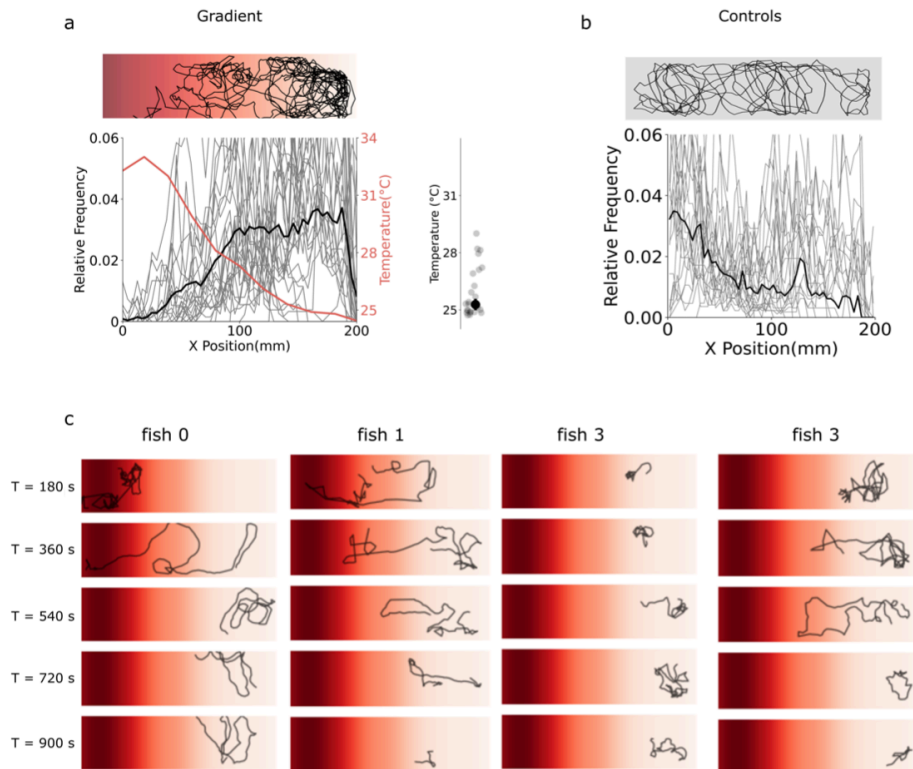 a
Gradient
0.06
0.04
0.02
0
Relative Frequency
0
100
200
X Position(mm)
34
31
28
25
Temperature(°C)
31
28
25
Temperature (°C)
b
Controls
0.06
0.04
0.02
0.00
Relative Frequency
0
100
200
X Position(mm)
c
fish 0
fish 1
fish 3
fish 3
T = 180 s
T = 360 s
T = 540 s
T = 720 s
T = 900 s